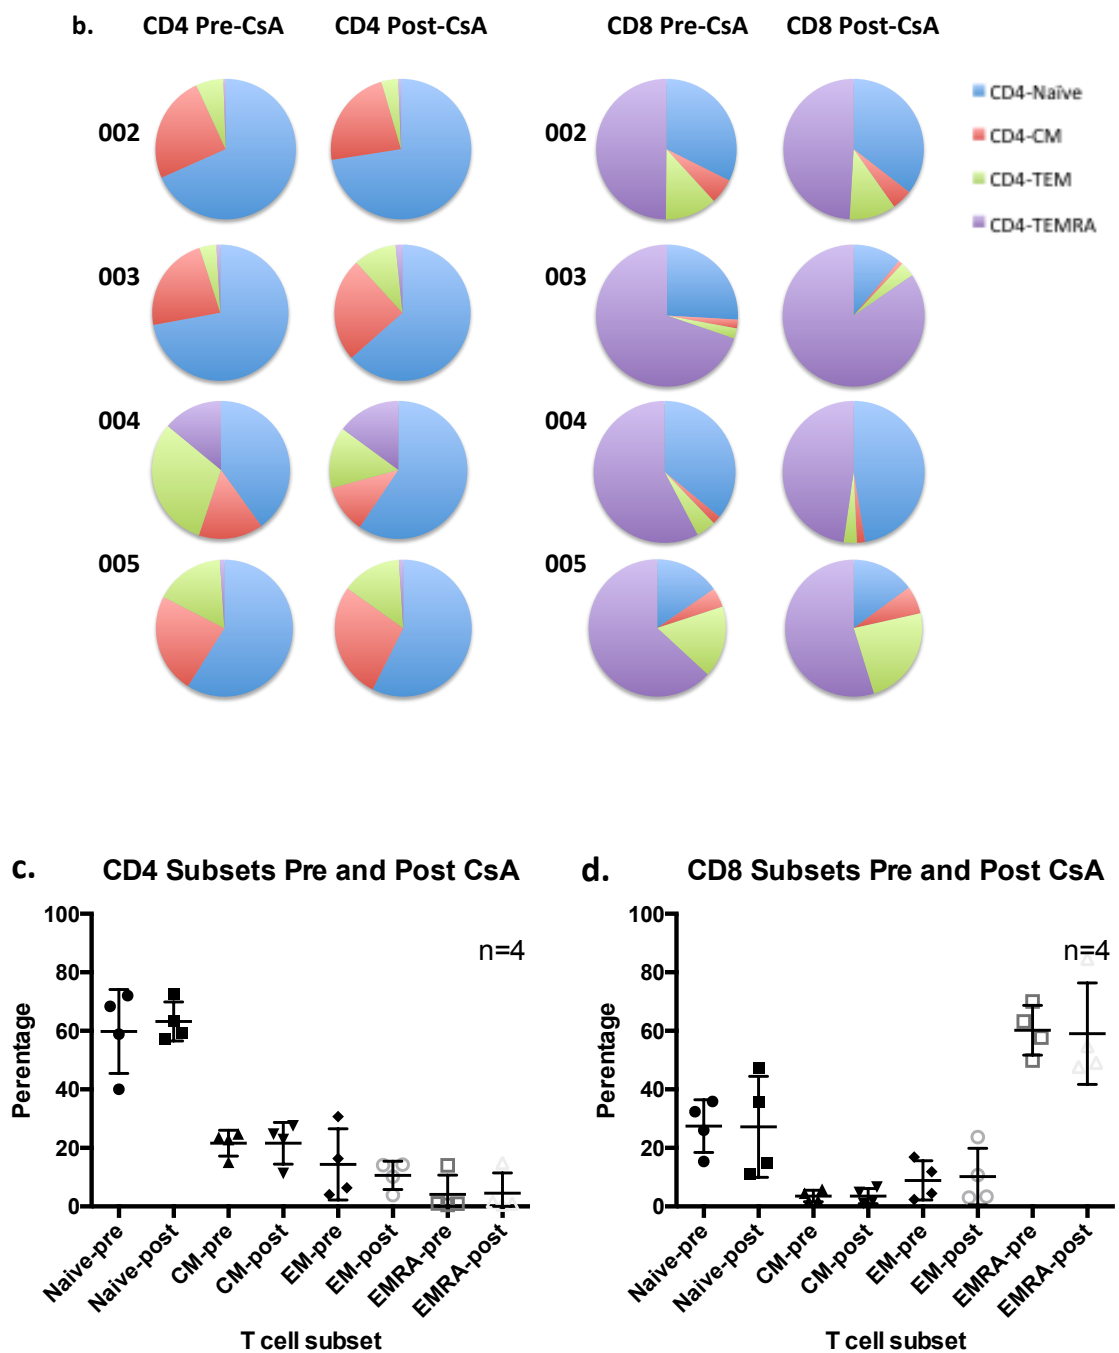 b. CD4 Pre-CsA CD4 Post-CsA CD8 Pre-CsA CD8 Post-CsA
CD4-Naïve
CD4-CM
CD4-TEM
CD4-TEMRA
002 002
003 003
004 004
005 005
c. CD4 Subsets Pre and Post CsA
n=4
Perentage
100
80
60
40
20
0
Naive-pre
Naive-post
CM-pre
CM-post
EM-pre
EM-post
EMRA-pre
EMRA-post
T cell subset
d. CD8 Subsets Pre and Post CsA
n=4
Perentage
100
80
60
40
20
0
Naive-pre
Naive-post
CM-pre
CM-post
EM-pre
EM-post
EMRA-pre
EMRA-post
T cell subset